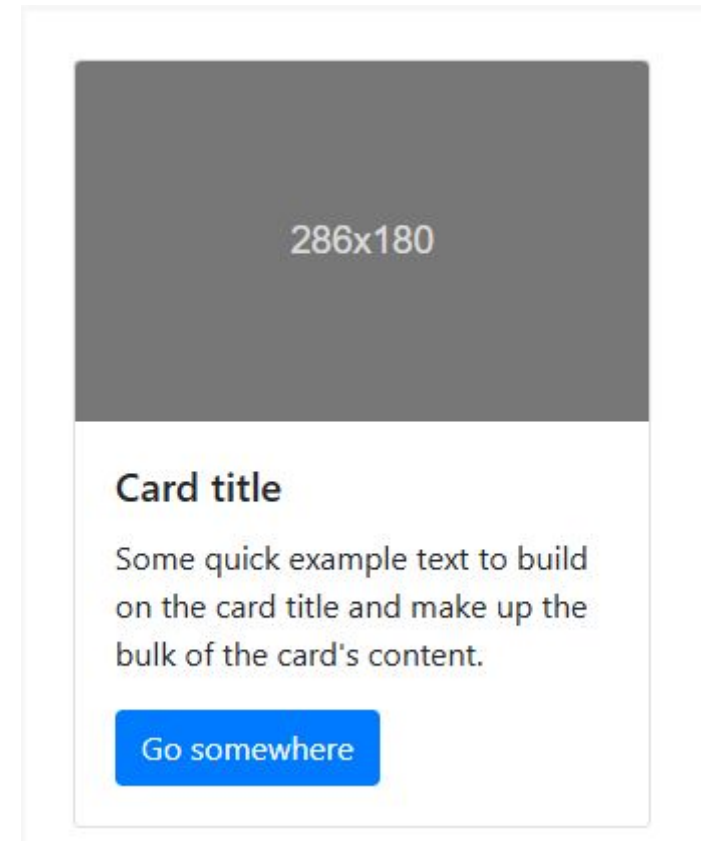 286x180
Card title
Some quick example text to build
on the card title and make up the
bulk of the card's content.
Go somewhere